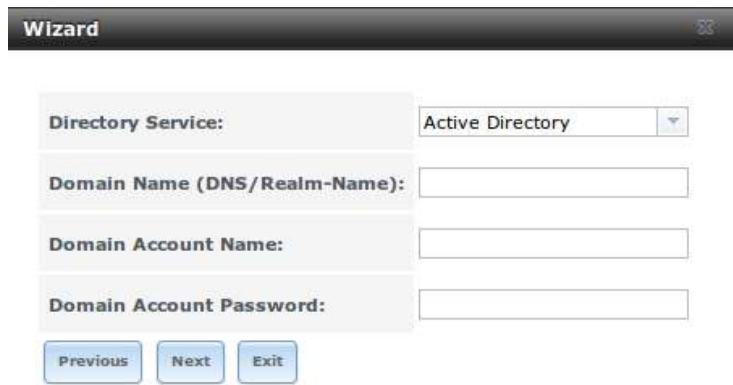 Wizard
Directory Service: Active Directory
Domain Name (DNS/Realm-Name):
Domain Account Name:
Domain Account Password:
Previous Next Exit